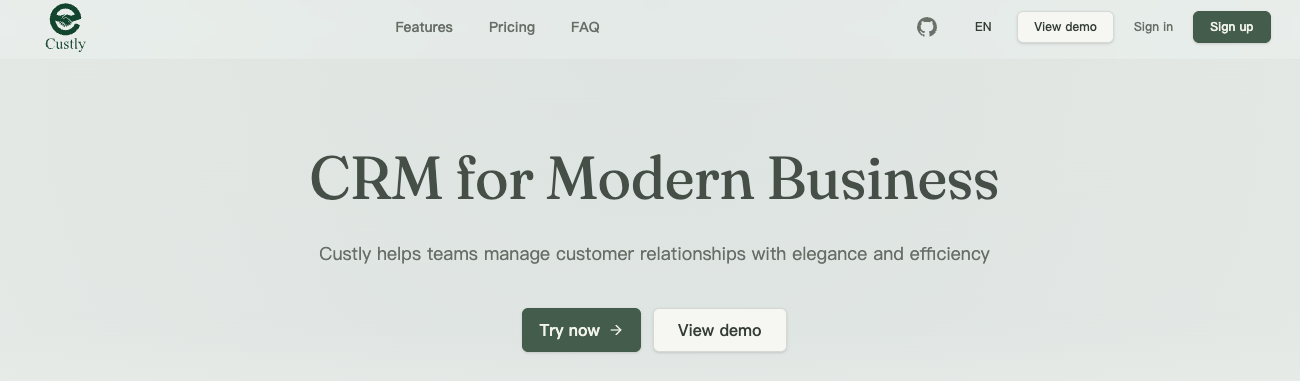 Custly
Features Pricing FAQ EN View demo Sign in Sign up
CRM for Modern Business
Custly helps teams manage customer relationships with elegance and efficiency
Try now → View demo